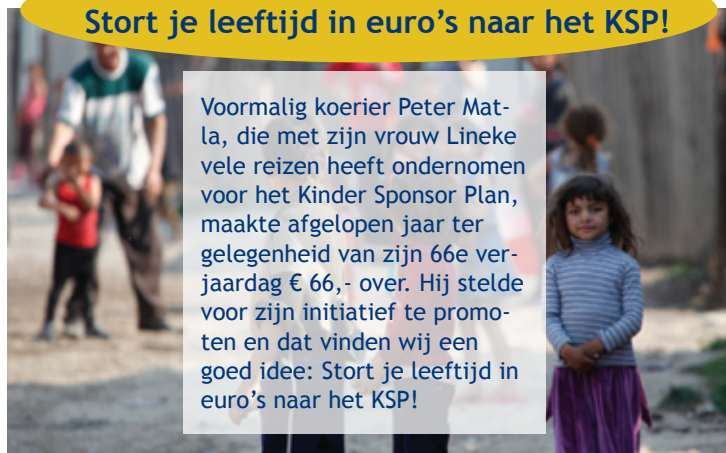 Stort je leeftijd in euro’s naar het KSP!
Voormalig koerier Peter Mat-
la, die met zijn vrouw Lineke
vele reizen heeft ondernomen
voor het Kinder Sponsor Plan,
maakte afgelopen jaar ter
gelegenheid van zijn 66e ver-
jaardag € 66,- over. Hij stelde
voor zijn initiatief te promo-
ten en dat vinden wij een
goed idee: Stort je leeftijd in
euro’s naar het KSP!